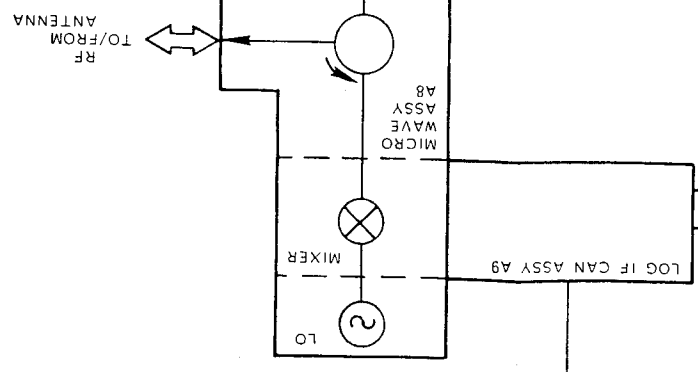 LO
MIXER
LOG IF CAN ASSY A9
MICRO
WAVE
ASSY
A8
RF
TO/FROM
ANTENNA